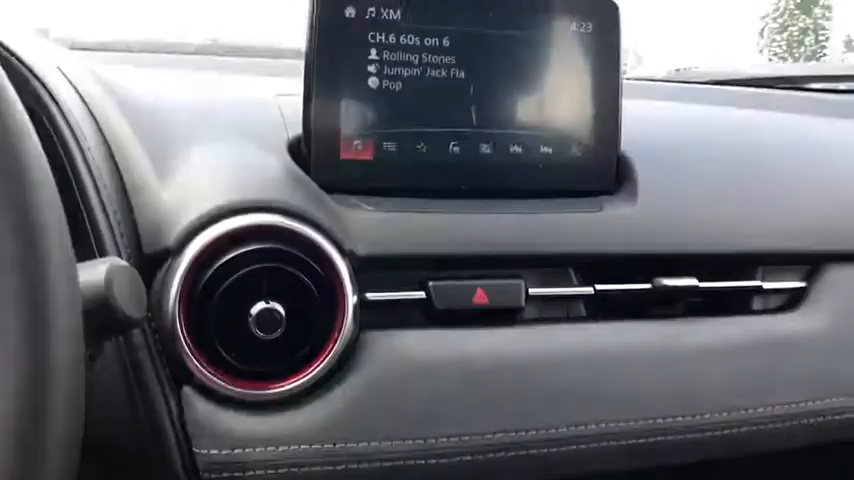 XM
4:23
CH.6 60s on 6
Rolling Stones
Jumpin' Jack Fla
Pop